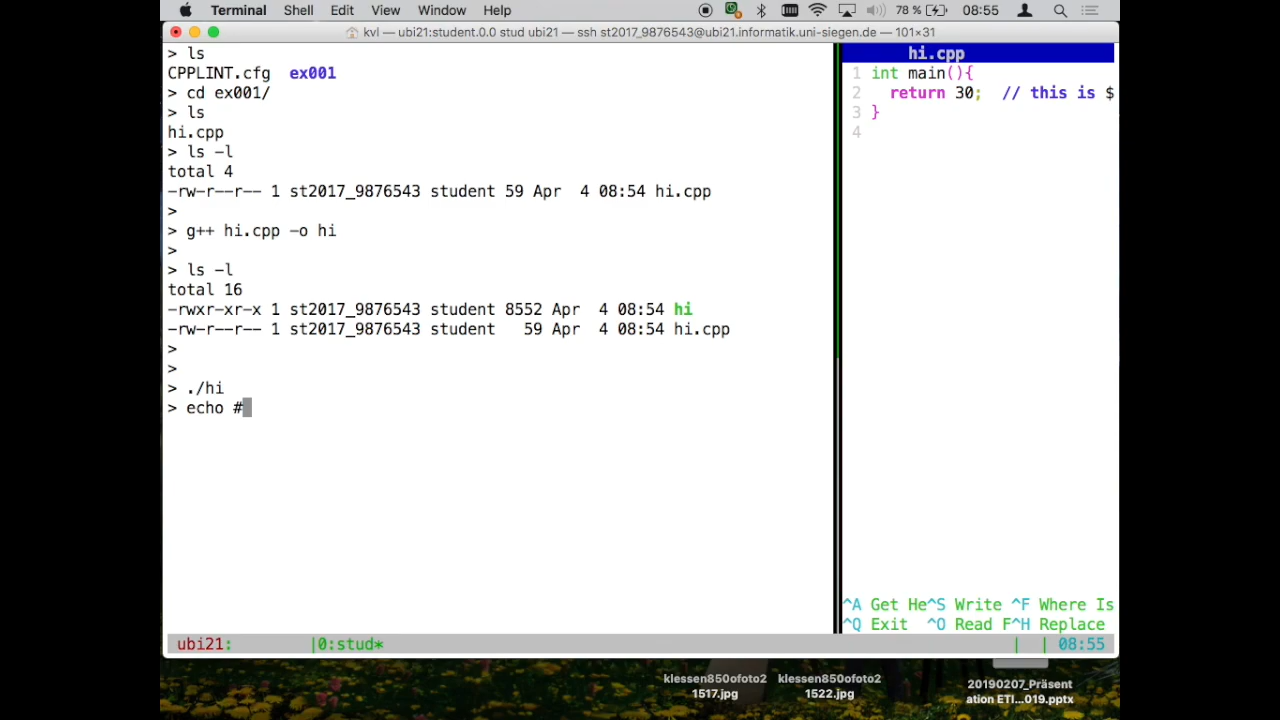 Terminal Shell Edit View Window Help 78 % 08:55
kvl — ubi21:student.0.0 stud ubi21 — ssh st2017_9876543@ubi21.informatik.uni-siegen.de — 101×31
> ls
CPPLINT.cfg  ex001
> cd ex001/
> ls
hi.cpp
> ls -l
total 4
-rw-r--r-- 1 st2017_9876543 student 59 Apr  4 08:54 hi.cpp
>
> g++ hi.cpp -o hi
>
> ls -l
total 16
-rwxr-xr-x 1 st2017_9876543 student 8552 Apr  4 08:54 hi
-rw-r--r-- 1 st2017_9876543 student   59 Apr  4 08:54 hi.cpp
>
>
> ./hi
> echo #
hi.cpp
1 int main(){
2   return 30;  // this is $
3 }
4
^A Get He^S Write ^F Where Is
^Q Exit  ^O Read F^H Replace
ubi21: |0:stud* | | 08:55
klessen850ofoto2
1517.jpg
klessen850ofoto2
1522.jpg
20190207_Präsent
ation ETI...019.pptx